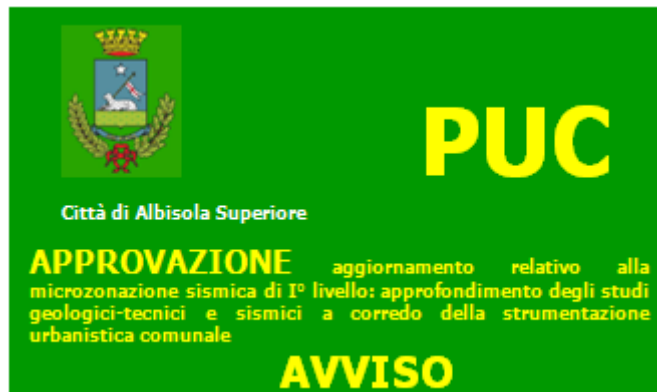 PUC
Città di Albisola Superiore
APPROVAZIONE aggiornamento relativo alla
microzonazione sismica di I° livello: approfondimento degli studi
geologici-tecnici e sismici a corredo della strumentazione
urbanistica comunale
AVVISO